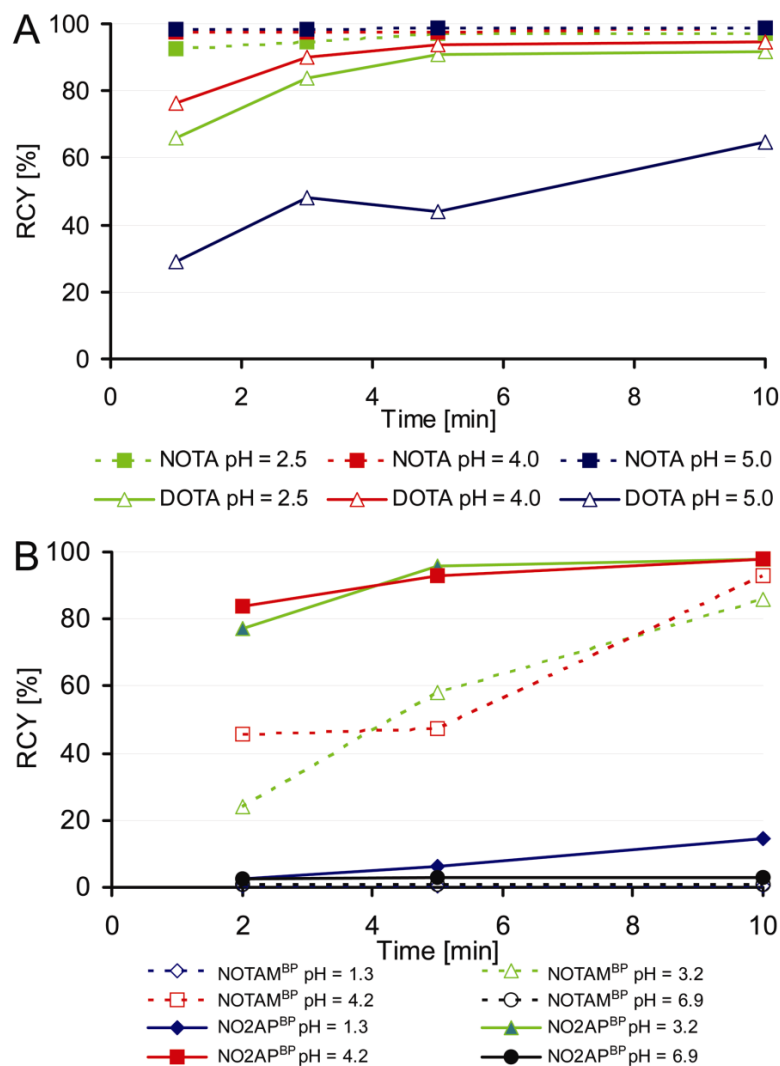 A
RCY [%]
100
80
60
40
20
0
0 2 4 6 8 10
Time [min]
NOTA pH = 2.5 NOTA pH = 4.0 NOTA pH = 5.0
DOTA pH = 2.5 DOTA pH = 4.0 DOTA pH = 5.0
B
RCY [%]
100
80
60
40
20
0
0 2 4 6 8 10
Time [min]
NOTAM^BP pH = 1.3 NOTAM^BP pH = 3.2
NOTAM^BP pH = 4.2 NOTAM^BP pH = 6.9
NO2AP^BP pH = 1.3 NO2AP^BP pH = 3.2
NO2AP^BP pH = 4.2 NO2AP^BP pH = 6.9